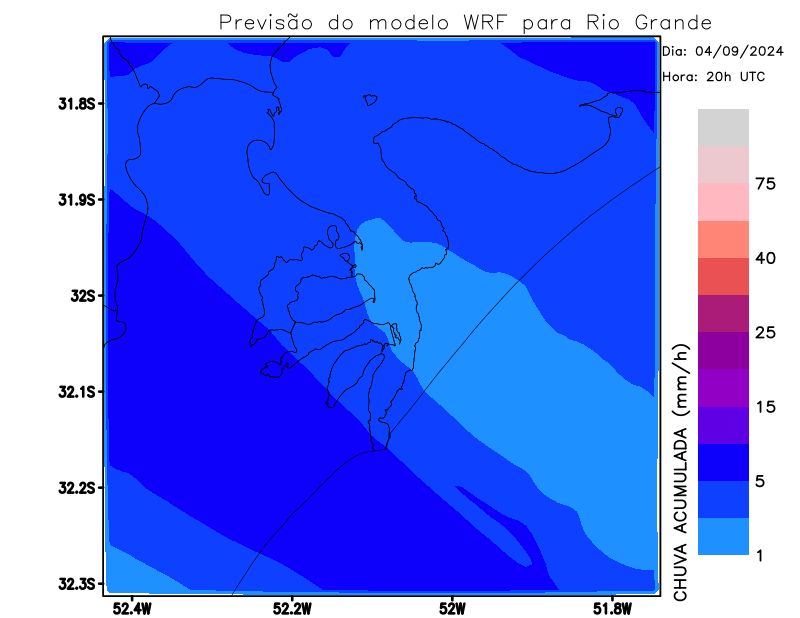 Previsão do modelo WRF para Rio Grande
Dia: 04/09/2024
Hora: 20h UTC
31.8S
31.9S
32S
32.1S
32.2S
32.3S
52.4W
52.2W
52W
51.8W
75
40
25
15
5
1
CHUVA ACUMULADA (mm/h)